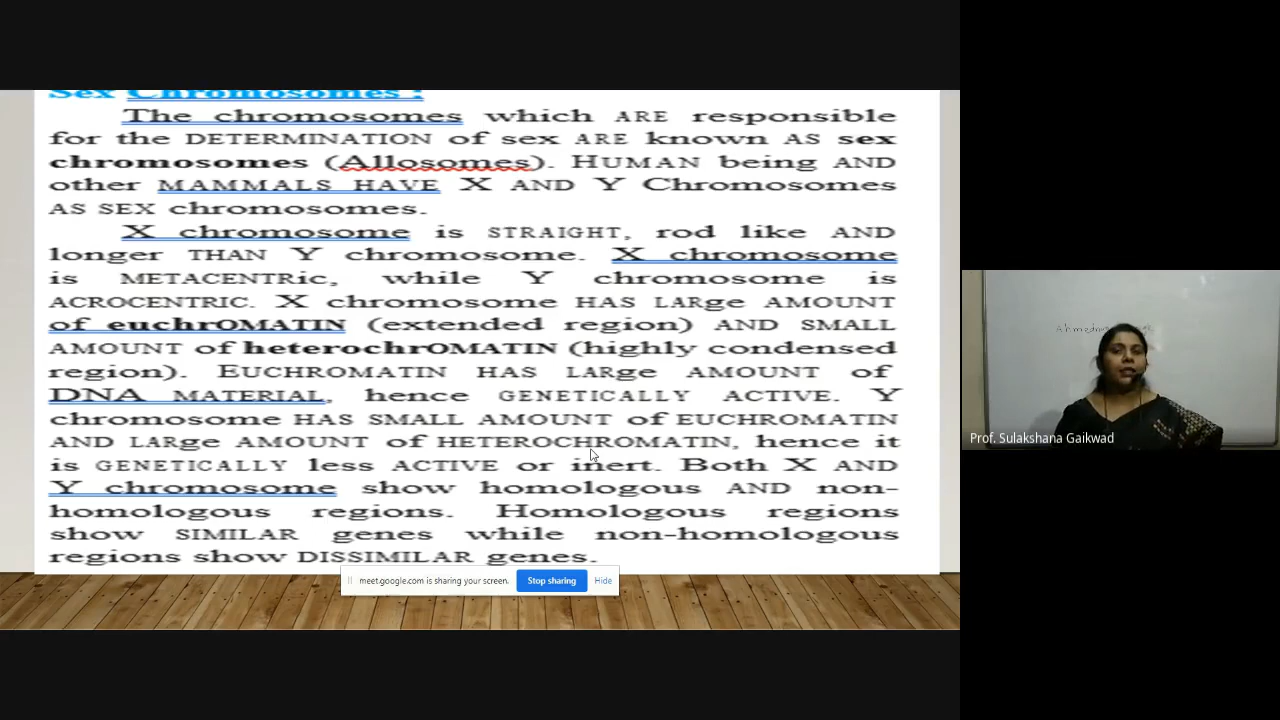 Sex Chromosomes :
The chromosomes which ARE responsible
for the DETERMINATION of sex ARE known AS sex
chromosomes (Allosomes). HUMAN being AND
other MAMMALS HAVE X AND Y Chromosomes
AS SEX chromosomes.
X chromosome is STRAIGHT, rod like AND
longer THAN Y chromosome. X chromosome
is METACENTRic, while Y chromosome is
ACROCENTRIC. X chromosome HAS LARge AMOUNT
of euchrOMATIN (extended region) AND SMALL
AMOUNT of heterochrOMATIN (highly condensed
region). EUCHROMATIN HAS LARge AMOUNT of
DNA MATERIAL, hence GENETICALLY ACTIVE. Y
chromosome HAS SMALL AMOUNT of EUCHROMATIN
AND LARge AMOUNT of HETEROCHROMATIN, hence it
is GENETICALLY less ACTIVE or inert. Both X AND
Y chromosome show homologous AND non-
homologous regions. Homologous regions
show SIMILAR genes while non-homologous
regions show DISSIMILAR genes.
meet.google.com is sharing your screen.
Stop sharing
Hide
Prof. Sulakshana Gaikwad